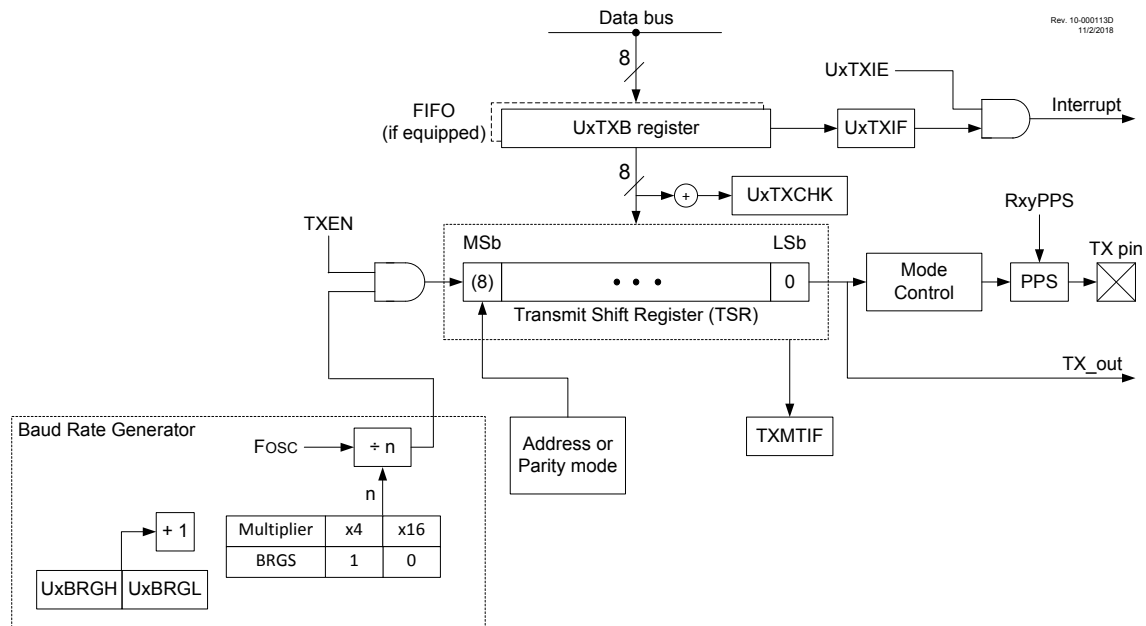 Data bus
Rev. 10-000113D
11/2/2018
8
UxTXIE
FIFO
(if equipped)
UxTXB register
UxTXIF
Interrupt
8
+
UxTXCHK
RxyPPS
TXEN
MSb
LSb
TX pin
(8)
• • •
0
Mode
Control
PPS
Transmit Shift Register (TSR)
TX_out
Baud Rate Generator
FOSC
÷ n
Address or
Parity mode
TXMTIF
n
+ 1
Multiplier x4 x16
BRGS 1 0
UxBRGH UxBRGL